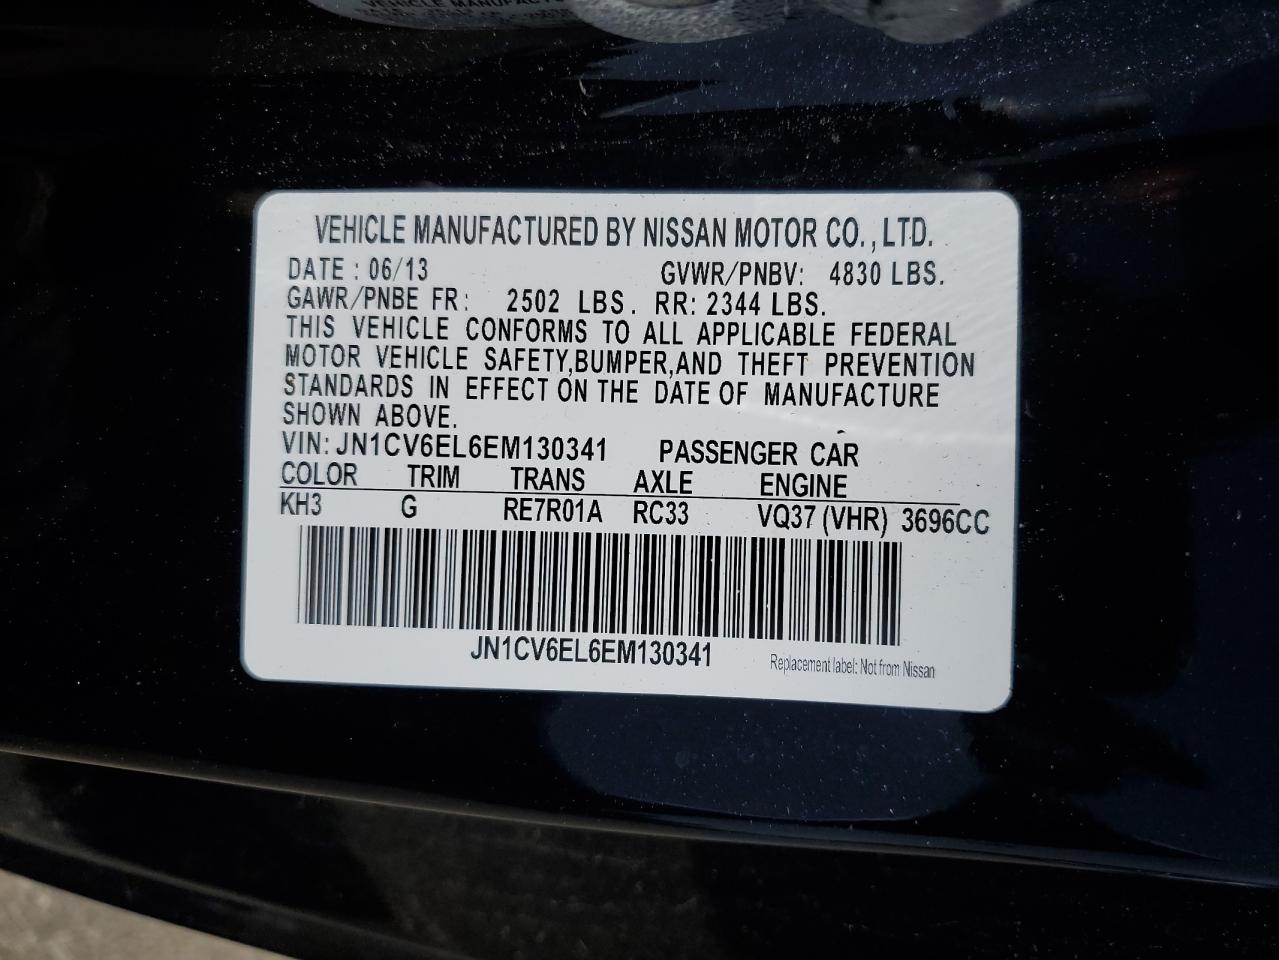 VEHICLE MANUFACTU
VEHICLE MANUFACTURED BY NISSAN MOTOR CO., LTD.
DATE : 06/13 GVWR/PNBV: 4830 LBS.
GAWR/PNBE FR: 2502 LBS. RR: 2344 LBS.
THIS VEHICLE CONFORMS TO ALL APPLICABLE FEDERAL
MOTOR VEHICLE SAFETY,BUMPER,AND THEFT PREVENTION
STANDARDS IN EFFECT ON THE DATE OF MANUFACTURE
SHOWN ABOVE.
VIN: JN1CV6EL6EM130341 PASSENGER CAR
COLOR TRIM TRANS AXLE ENGINE
KH3 G RE7R01A RC33 VQ37 (VHR) 3696CC
JN1CV6EL6EM130341
Replacement label: Not from Nissan